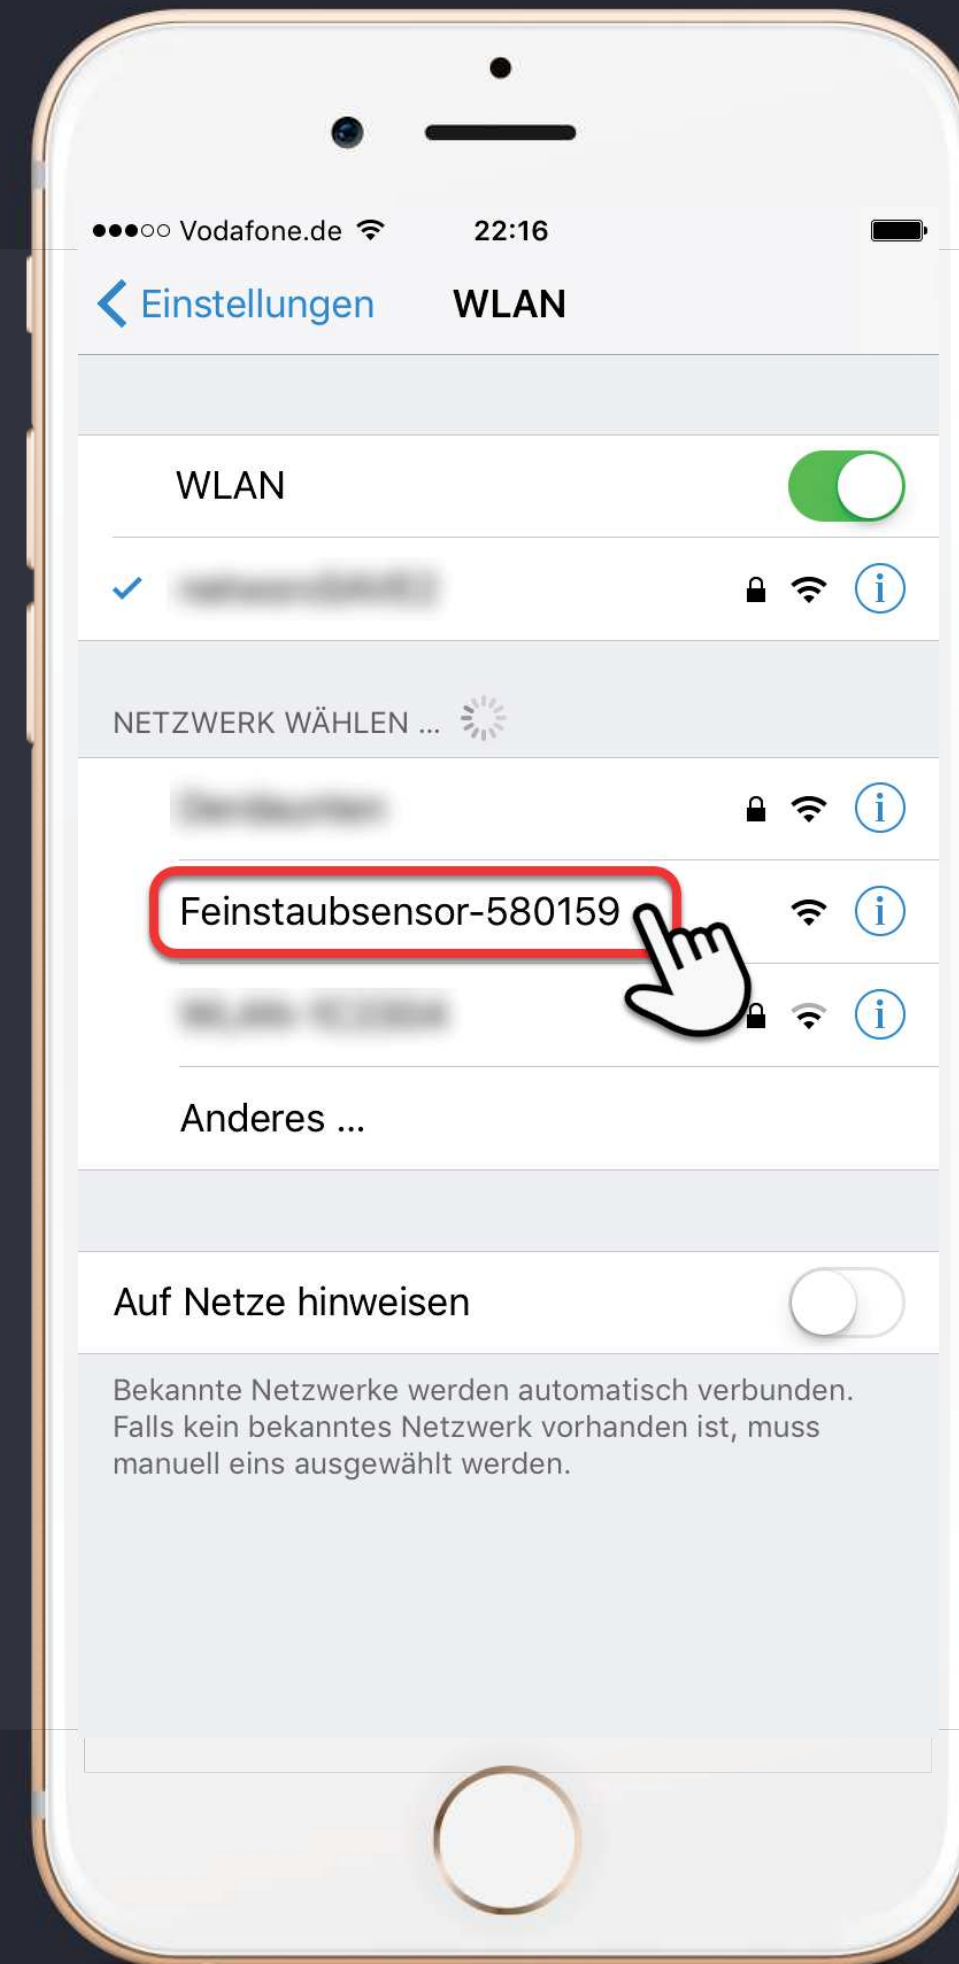 Vodafone.de 22:16
Einstellungen WLAN
WLAN
NETZWERK WÄHLEN ...
Feinstaubsensor-580159
Anderes ...
Auf Netze hinweisen
Bekannte Netzwerke werden automatisch verbunden.
Falls kein bekanntes Netzwerk vorhanden ist, muss
manuell eins ausgewählt werden.